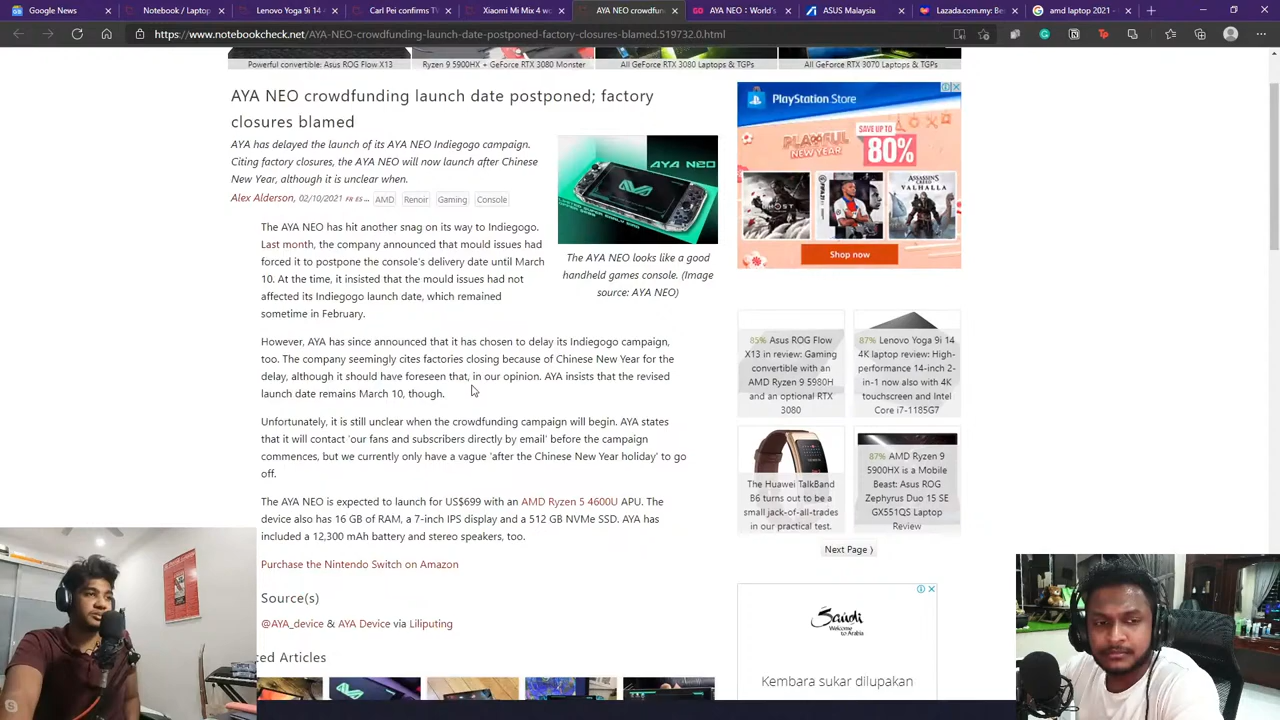 Google News
Notebook / Laptop
Lenovo Yoga 9i 14
Carl Pei confirms
Xiaomi Mi Mix 4
AYA NEO crowdfun
AYA NEO : World's
ASUS Malaysia
Lazada.com.my: Be
amd laptop 2021 -
https://www.notebookcheck.net/AYA-NEO-crowdfunding-launch-date-postponed-factory-closures-blamed.519732.0.html
Powerful convertible: Asus ROG Flow X13
Ryzen 9 5900HX + GeForce RTX 3080 Monster
All GeForce RTX 3080 Laptops & TGPs
All GeForce RTX 3070 Laptops & TGPs
AYA NEO crowdfunding launch date postponed; factory
closures blamed
AYA has delayed the launch of its AYA NEO Indiegogo campaign.
Citing factory closures, the AYA NEO will now launch after Chinese
New Year, although it is unclear when.
Alex Alderson, 02/10/2021 FR ES ... AMD Renoir Gaming Console
The AYA NEO has hit another snag on its way to Indiegogo.
Last month, the company announced that mould issues had
forced it to postpone the console's delivery date until March
10. At the time, it insisted that the mould issues had not
affected its Indiegogo launch date, which remained
sometime in February.
AYA NEO
The AYA NEO looks like a good
handheld games console. (Image
source: AYA NEO)
However, AYA has since announced that it has chosen to delay its Indiegogo campaign,
too. The company seemingly cites factories closing because of Chinese New Year for the
delay, although it should have foreseen that, in our opinion. AYA insists that the revised
launch date remains March 10, though.
Unfortunately, it is still unclear when the crowdfunding campaign will begin. AYA states
that it will contact 'our fans and subscribers directly by email' before the campaign
commences, but we currently only have a vague 'after the Chinese New Year holiday' to go
off.
The AYA NEO is expected to launch for US$699 with an AMD Ryzen 5 4600U APU. The
device also has 16 GB of RAM, a 7-inch IPS display and a 512 GB NVMe SSD. AYA has
included a 12,300 mAh battery and stereo speakers, too.
Purchase the Nintendo Switch on Amazon
Source(s)
@AYA_device & AYA Device via Liliputing
ed Articles
PlayStation Store
PLAYFUL
NEW YEAR
SAVE UP TO
80%
GHOST
FIFA 21
ASSASSIN'S
CREED
VALHALLA
Shop now
85% Asus ROG Flow
X13 in review: Gaming
convertible with an
AMD Ryzen 9 5980H
and an optional RTX
3080
87% Lenovo Yoga 9i 14
4K laptop review: High-
performance 14-inch 2-
in-1 now also with 4K
touchscreen and Intel
Core i7-1185G7
The Huawei TalkBand
B6 turns out to be a
small jack-of-all-trades
in our practical test.
87% AMD Ryzen 9
5900HX is a Mobile
Beast: Asus ROG
Zephyrus Duo 15 SE
GX551QS Laptop
Review
Next Page ⟩
Saudi
Welcome
to Arabia
Kembara sukar dilupakan